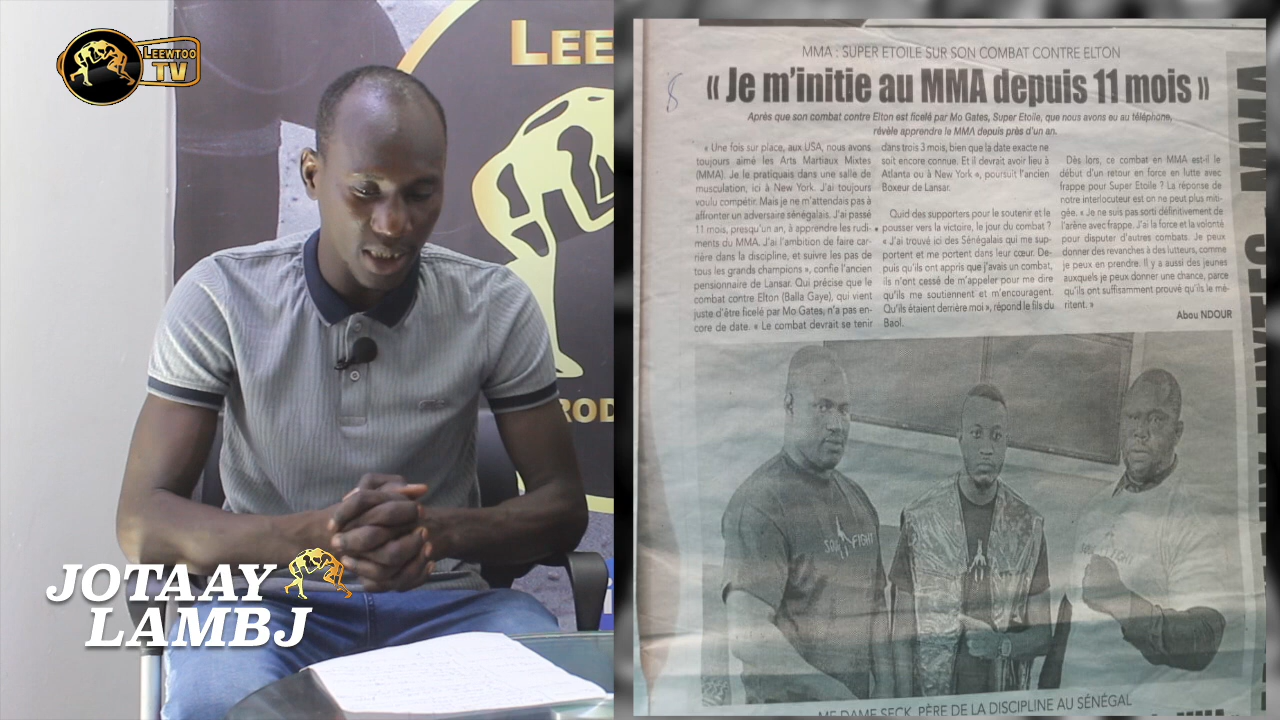 LEEWTOO
TV
LEE
ROD
JOTAAY
LAMBJ
8
MMA : SUPER ETOILE SUR SON COMBAT CONTRE ELTON
« Je m'initie au MMA depuis 11 mois »
Après que son combat contre Elton est ficelé par Mo Gates, Super Etoile, que nous avons eu au téléphone,
révèle apprendre le MMA depuis près d'un an.
« Une fois sur place, aux USA, nous avons
toujours aimé les Arts Martiaux Mixtes
(MMA). Je le pratiquais dans une salle de
musculation, ici à New York. J'ai toujours
voulu compétir. Mais je ne m'attendais pas à
affronter un adversaire sénégalais. J'ai passé
11 mois, presqu'un an, à apprendre les rudi-
ments du MMA. J'ai l'ambition de faire car-
rière dans la discipline, et suivre les pas de
tous les grands champions », confie l'ancien
pensionnaire de Lansar. Qui précise que le
combat contre Elton (Balla Gaye), qui vient
juste d'être ficelé par Mo Gates, n'a pas en-
core de date. « Le combat devrait se tenir
dans trois 3 mois, bien que la date exacte ne
soit encore connue. Et il devrait avoir lieu à
Atlanta ou à New York », poursuit l'ancien
Boxeur de Lansar.
Quid des supporters pour le soutenir et le
pousser vers la victoire, le jour du combat ?
« J'ai trouvé ici des Sénégalais qui me sup-
portent et me portent dans leur cœur. De-
puis qu'ils ont appris que j'avais un combat,
ils n'ont cessé de m'appeler pour me dire
qu'ils me soutiennent et m'encouragent.
Qu'ils étaient derrière moi », répond le fils du
Baol.
Dès lors, ce combat en MMA est-il le
début d'un retour en force en lutte avec
frappe pour Super Etoile ? La réponse de
notre interlocuteur est on ne peut plus miti-
gée. « Je ne suis pas sorti définitivement de
l'arène avec frappe. J'ai la force et la volonté
pour disputer d'autres combats. Je peux
donner des revanches à des lutteurs, comme
je peux en prendre. Il y a aussi des jeunes
auxquels je peux donner une chance, parce
qu'ils ont suffisamment prouvé qu'ils le mé-
ritent. »
Abou NDOUR
FIGHT
FIGHT
ME DAME SECK, PÈRE DE LA DISCIPLINE AU SÉNÉGAL
MMA